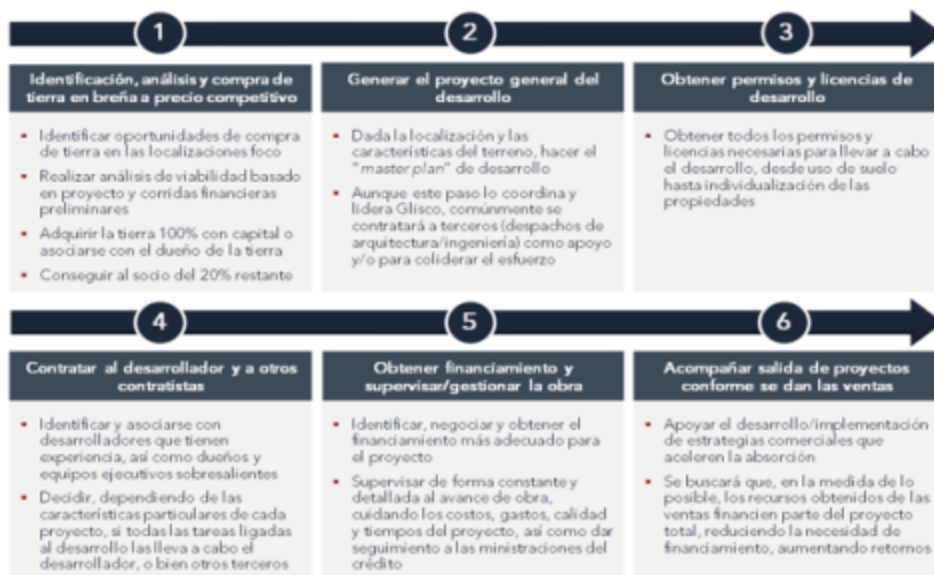 1
2
3
Identificación, análisis y compra de
tierra en breña a precio competitivo
Generar el proyecto general del
desarrollo
Obtener permisos y licencias de
desarrollo
▪ Identificar oportunidades de compra
de tierra en las localizaciones foco
▪ Realizar análisis de viabilidad basado
en proyecto y corridas financieras
preliminares
▪ Adquirir la tierra 100% con capital o
asociarse con el dueño de la tierra
▪ Conseguir al socio del 20% restante
▪ Dada la localización y las
características del terreno, hacer el
"master plan" de desarrollo
▪ Aunque este paso lo coordina y
lidera Glisco, comúnmente se
contratará a terceros (despachos de
arquitectura/ingeniería) como apoyo
y/o para coliderar el esfuerzo
▪ Obtener todos los permisos y
licencias necesarias para llevar a cabo
el desarrollo, desde uso de suelo
hasta individualización de las
propiedades
4
5
6
Contratar al desarrollador y a otros
contratistas
Obtener financiamiento y
supervisar/gestionar la obra
Acompañar salida de proyectos
conforme se dan las ventas
▪ Identificar y asociarse con
desarrolladores que tienen
experiencia, así como dueños y
equipos ejecutivos sobresalientes
▪ Decidir, dependiendo de las
características particulares de cada
proyecto, si todas las tareas ligadas
al desarrollo las lleva a cabo el
desarrollador, o bien otros terceros
▪ Identificar, negociar y obtener el
financiamiento más adecuado para
el proyecto
▪ Supervisar de forma constante y
detallada al avance de obra,
cuidando los costos, gastos, calidad
y tiempos del proyecto, así como dar
seguimiento a las ministraciones del
crédito
▪ Apoyar el desarrollo/implementación
de estrategias comerciales que
aceleren la absorción
▪ Se buscará que, en la medida de lo
posible, los recursos obtenidos de las
ventas financien parte del proyecto
total, reduciendo la necesidad de
financiamiento, aumentando retornos